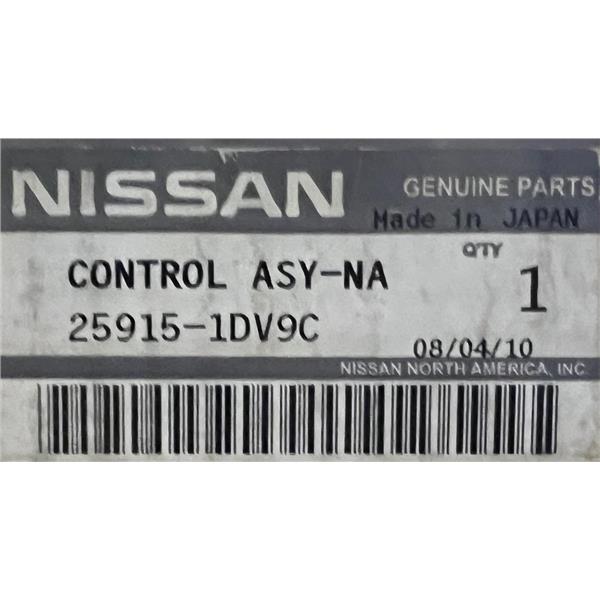 NISSAN GENUINE PARTS
Made in JAPAN
QTY
CONTROL ASY-NA 1
25915-1DV9C
08/04/10
NISSAN NORTH AMERICA, INC